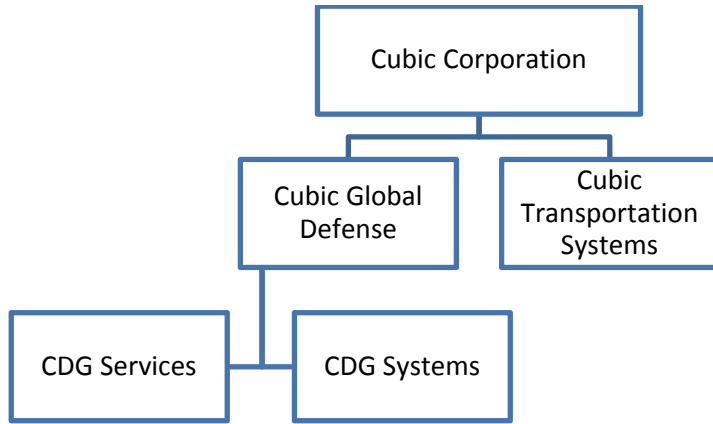 Cubic Corporation
Cubic Global
Defense
Cubic
Transportation
Systems
CDG Services
CDG Systems